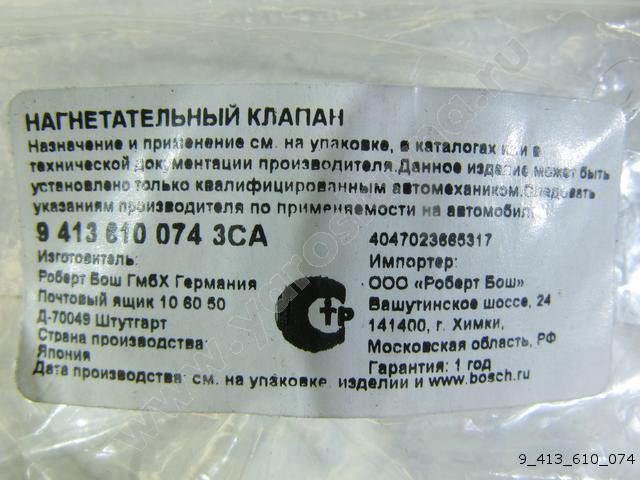 НАГНЕТАТЕЛЬНЫЙ КЛАПАН
Назначение и применение см. на упаковке, в каталогах или в
технической документации производителя.Данное изделие может быть
установлено только квалифицированным автомехаником.Следовать
указаниям производителя по применяемости на автомобил
9 413 610 074 3CA
4047023665317
Изготовитель:
Импортер:
Роберт Бош ГмбХ Германия
ООО «Роберт Бош»
Почтовый ящик 10 60 50
Вашутинское шоссе, 24
Д-70049 Штутгарт
141400, г. Химки,
Страна производства:
Московская область, РФ
Япония
Гарантия: 1 год
Дата производства: см. на упаковке, изделии и www.bosch.ru
стр
9_413_610_074